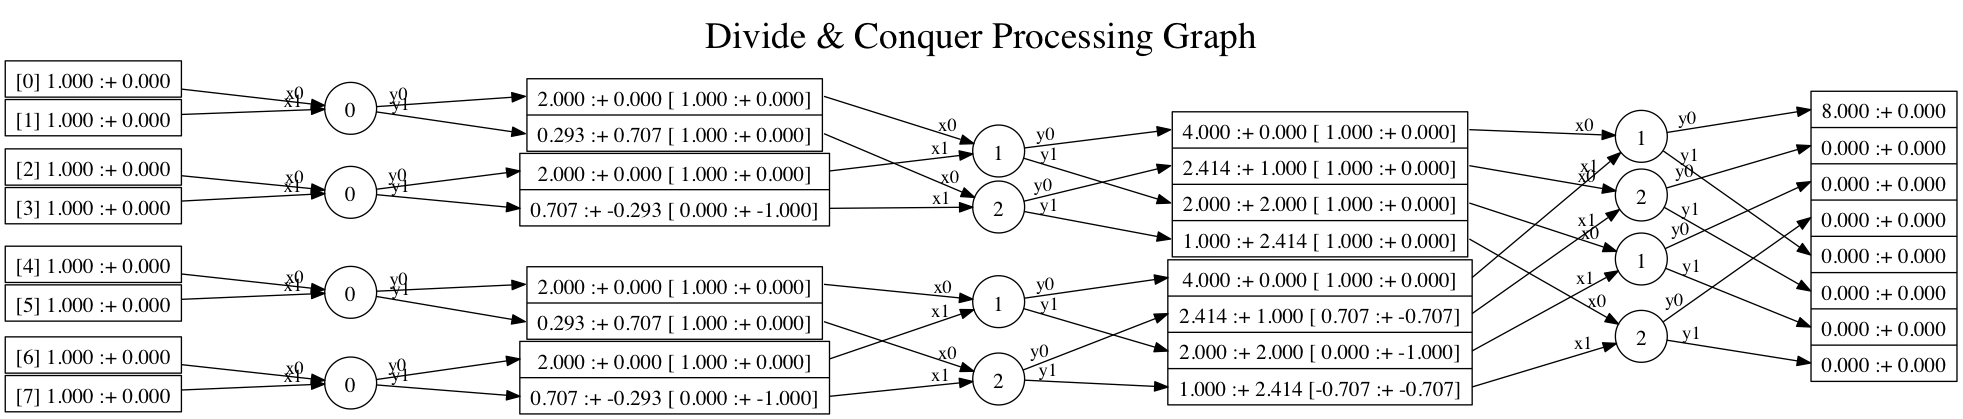 Divide & Conquer Processing Graph
[0] 1.000 :+ 0.000
[1] 1.000 :+ 0.000
[2] 1.000 :+ 0.000
[3] 1.000 :+ 0.000
[4] 1.000 :+ 0.000
[5] 1.000 :+ 0.000
[6] 1.000 :+ 0.000
[7] 1.000 :+ 0.000
x0
x1
x0
x1
x0
x1
x0
x1
0
0
0
0
y0
y1
y0
y1
y0
y1
y0
y1
2.000 :+ 0.000 [ 1.000 :+ 0.000]
0.293 :+ 0.707 [ 1.000 :+ 0.000]
2.000 :+ 0.000 [ 1.000 :+ 0.000]
0.707 :+ -0.293 [ 0.000 :+ -1.000]
2.000 :+ 0.000 [ 1.000 :+ 0.000]
0.293 :+ 0.707 [ 1.000 :+ 0.000]
2.000 :+ 0.000 [ 1.000 :+ 0.000]
0.707 :+ -0.293 [ 0.000 :+ -1.000]
x0
x1
x0
x1
x0
x1
x0
x1
1
2
1
2
y0
y1
y0
y1
y0
y1
y0
y1
4.000 :+ 0.000 [ 1.000 :+ 0.000]
2.414 :+ 1.000 [ 1.000 :+ 0.000]
2.000 :+ 2.000 [ 1.000 :+ 0.000]
1.000 :+ 2.414 [ 1.000 :+ 0.000]
4.000 :+ 0.000 [ 1.000 :+ 0.000]
2.414 :+ 1.000 [ 0.707 :+ -0.707]
2.000 :+ 2.000 [ 0.000 :+ -1.000]
1.000 :+ 2.414 [-0.707 :+ -0.707]
x0
x1
x0
x1
x0
x1
x0
x1
1
2
1
2
y0
y1
y0
y1
y0
y1
y0
y1
8.000 :+ 0.000
0.000 :+ 0.000
0.000 :+ 0.000
0.000 :+ 0.000
0.000 :+ 0.000
0.000 :+ 0.000
0.000 :+ 0.000
0.000 :+ 0.000